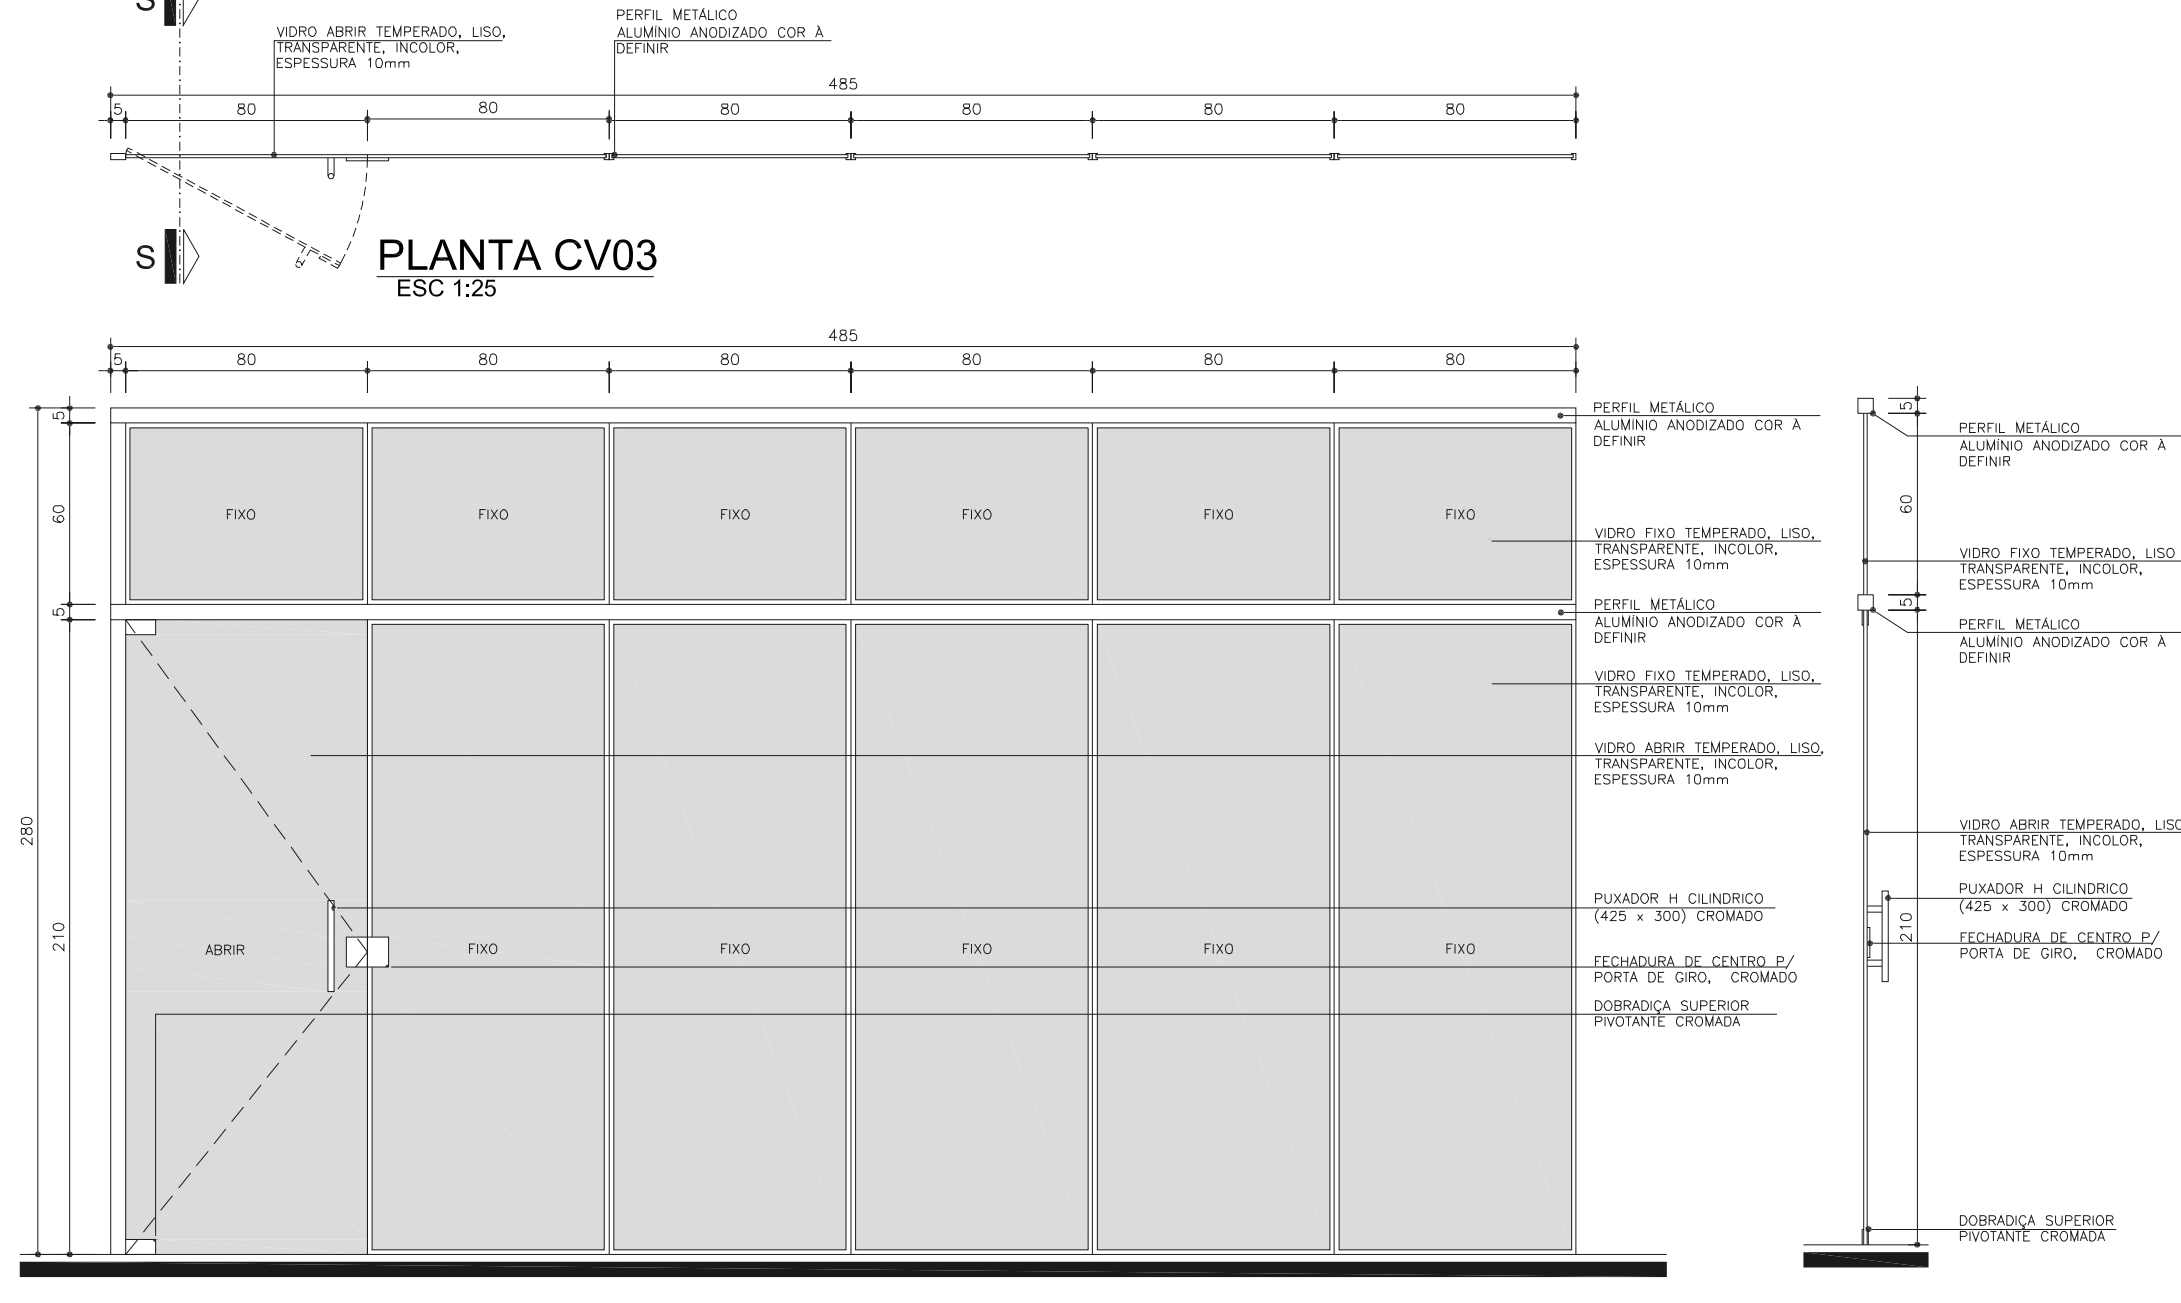 S
VIDRO ABRIR TEMPERADO, LISO,
TRANSPARENTE, INCOLOR,
ESPESSURA 10mm
PERFIL METÁLICO
ALUMÍNIO ANODIZADO COR À
DEFINIR
485
5 80 80 80 80 80 80
S
PLANTA CV03
ESC 1:25
485
5 80 80 80 80 80 80
5
60
5
280
210
FIXO FIXO FIXO FIXO FIXO FIXO
ABRIR FIXO FIXO FIXO FIXO FIXO
PERFIL METÁLICO
ALUMÍNIO ANODIZADO COR À
DEFINIR
VIDRO FIXO TEMPERADO, LISO,
TRANSPARENTE, INCOLOR,
ESPESSURA 10mm
PERFIL METÁLICO
ALUMÍNIO ANODIZADO COR À
DEFINIR
VIDRO FIXO TEMPERADO, LISO,
TRANSPARENTE, INCOLOR,
ESPESSURA 10mm
VIDRO ABRIR TEMPERADO, LISO,
TRANSPARENTE, INCOLOR,
ESPESSURA 10mm
PUXADOR H CILINDRICO
(425 x 300) CROMADO
FECHADURA DE CENTRO P/
PORTA DE GIRO, CROMADO
DOBRADIÇA SUPERIOR
PIVOTANTE CROMADA
5
60
5
210
PERFIL METÁLICO
ALUMÍNIO ANODIZADO COR À
DEFINIR
VIDRO FIXO TEMPERADO, LISO
TRANSPARENTE, INCOLOR,
ESPESSURA 10mm
PERFIL METÁLICO
ALUMÍNIO ANODIZADO COR À
DEFINIR
VIDRO ABRIR TEMPERADO, LISO
TRANSPARENTE, INCOLOR,
ESPESSURA 10mm
PUXADOR H CILINDRICO
(425 x 300) CROMADO
FECHADURA DE CENTRO P/
PORTA DE GIRO, CROMADO
DOBRADIÇA SUPERIOR
PIVOTANTE CROMADA